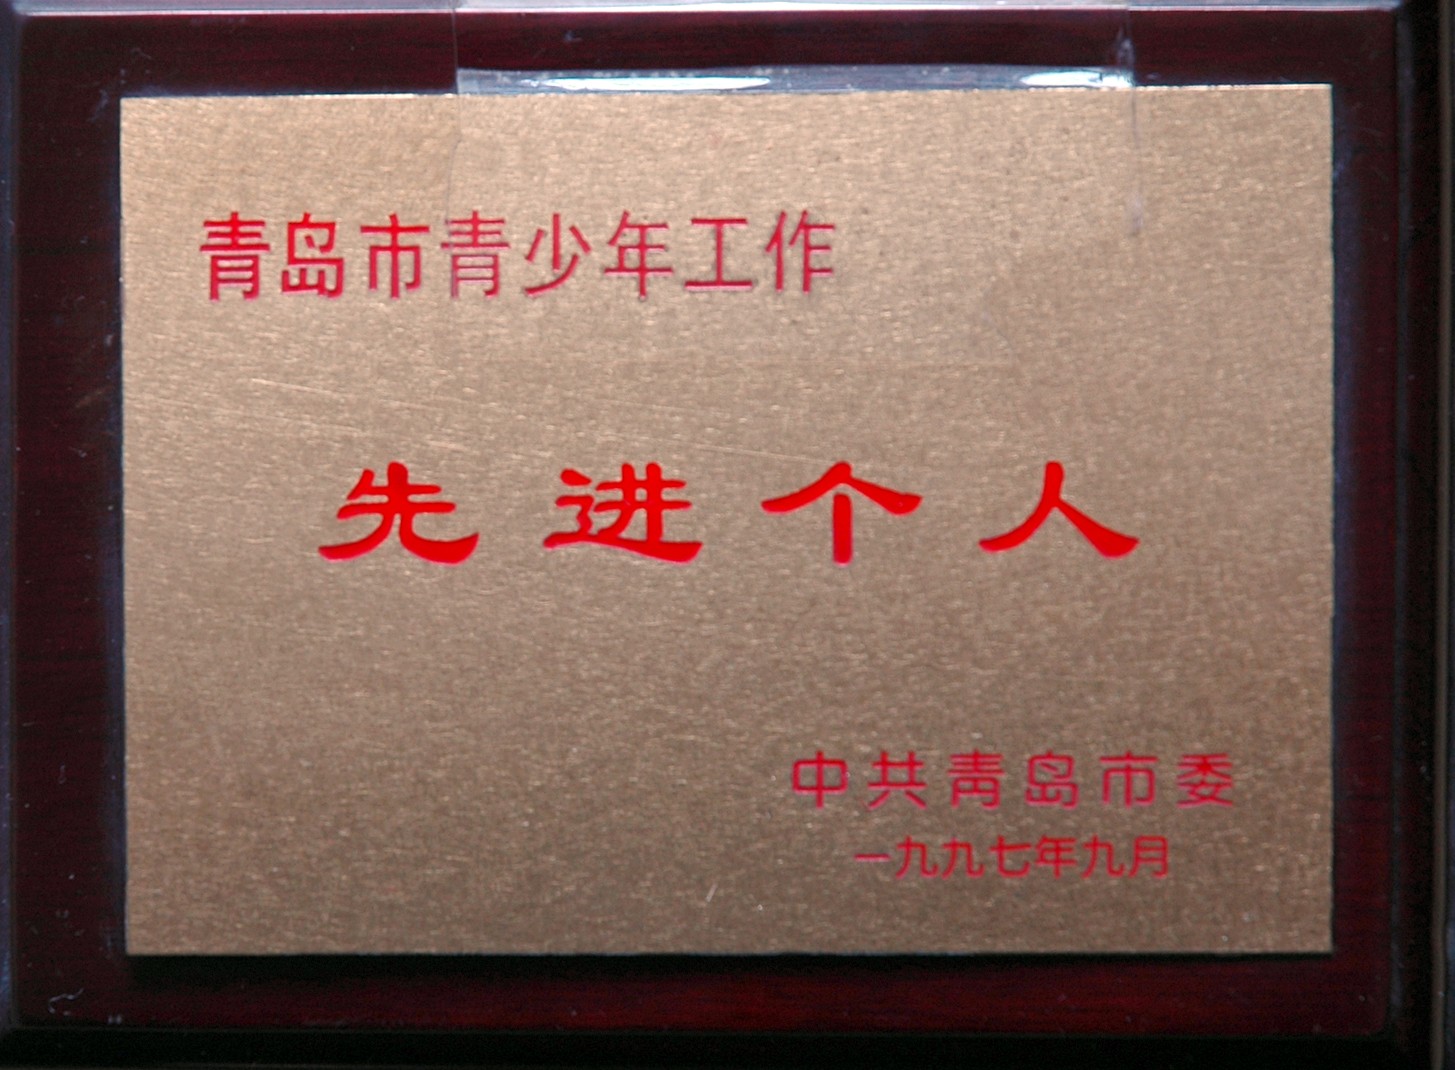 青岛市青少年工作
先进个人
中共青岛市委
一九九七年九月